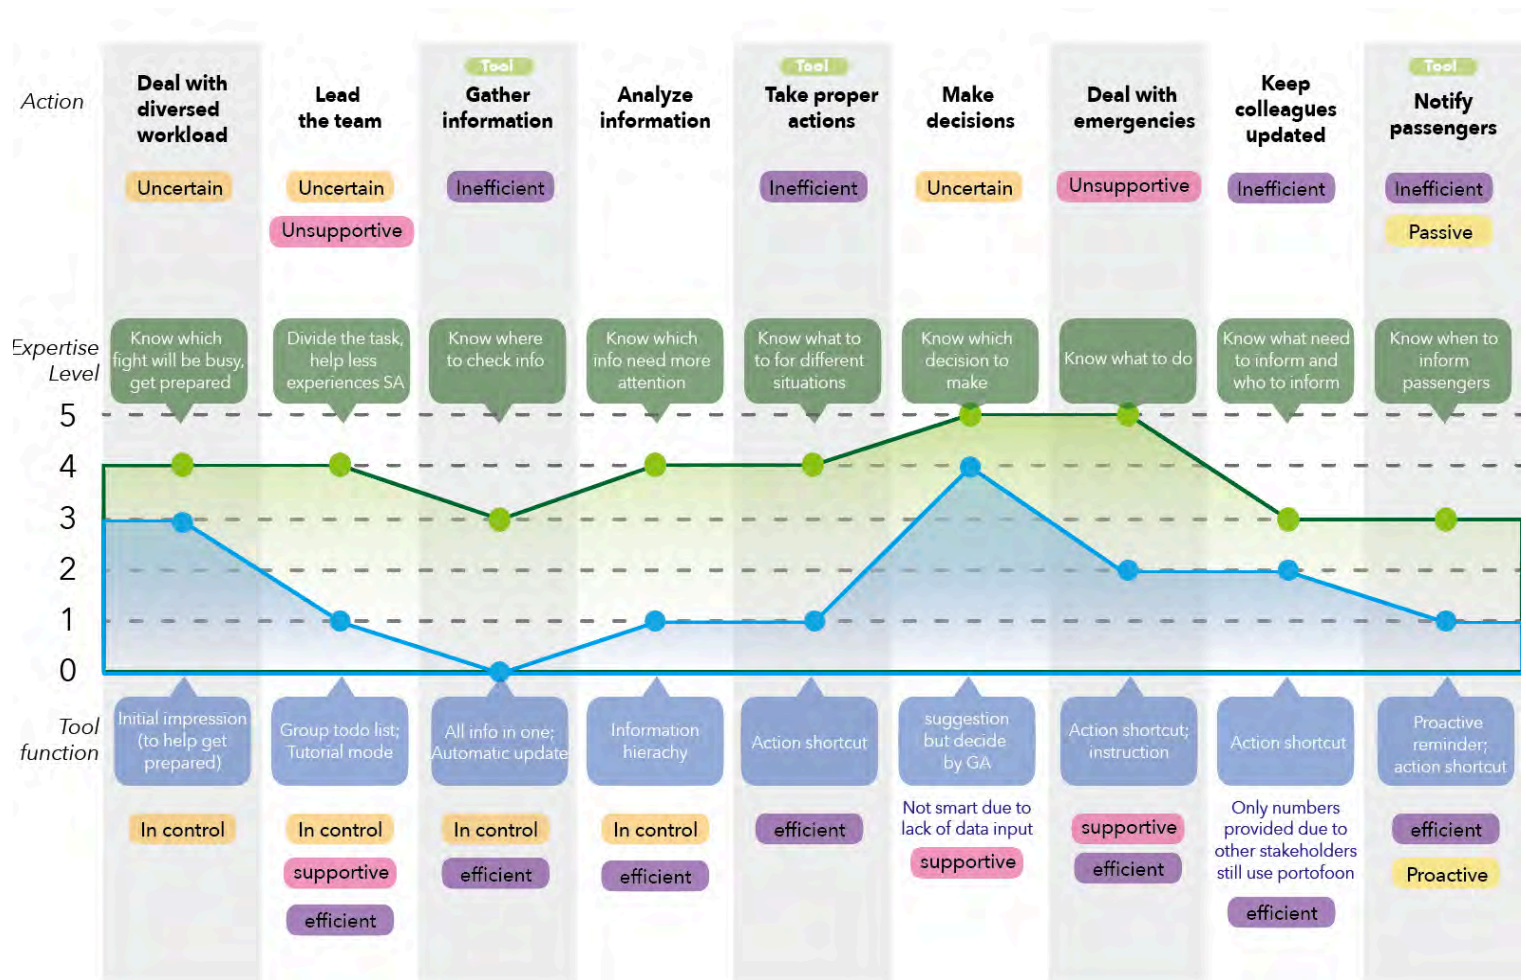 Action
Deal with
diversed
workload
Uncertain
Lead
the team
Uncertain
Unsupportive
Tool
Gather
information
Inefficient
Analyze
information
Tool
Take proper
actions
Inefficient
Make
decisions
Uncertain
Deal with
emergencies
Unsupportive
Keep
colleagues
updated
Inefficient
Tool
Notify
passengers
Inefficient
Passive
Expertise
Level
Know which
fight will be busy,
get prepared
Divide the task,
help less
experiences SA
Know where
to check info
Know which
info need more
attention
Know what to
to for different
situations
Know which
decision to
make
Know what to do
Know what need
to inform and
who to inform
Know when to
inform
passengers
5
4
3
2
1
0
Tool
function
Initial impression
(to help get
prepared)
In control
Group todo list;
Tutorial mode
In control
supportive
efficient
All info in one;
Automatic update
In control
efficient
Information
hierachy
In control
efficient
Action shortcut
efficient
suggestion
but decide
by GA
Not smart due to
lack of data input
supportive
Action shortcut;
instruction
supportive
efficient
Action shortcut
Only numbers
provided due to
other stakeholders
still use portofoon
efficient
Proactive
reminder;
action shortcut
efficient
Proactive